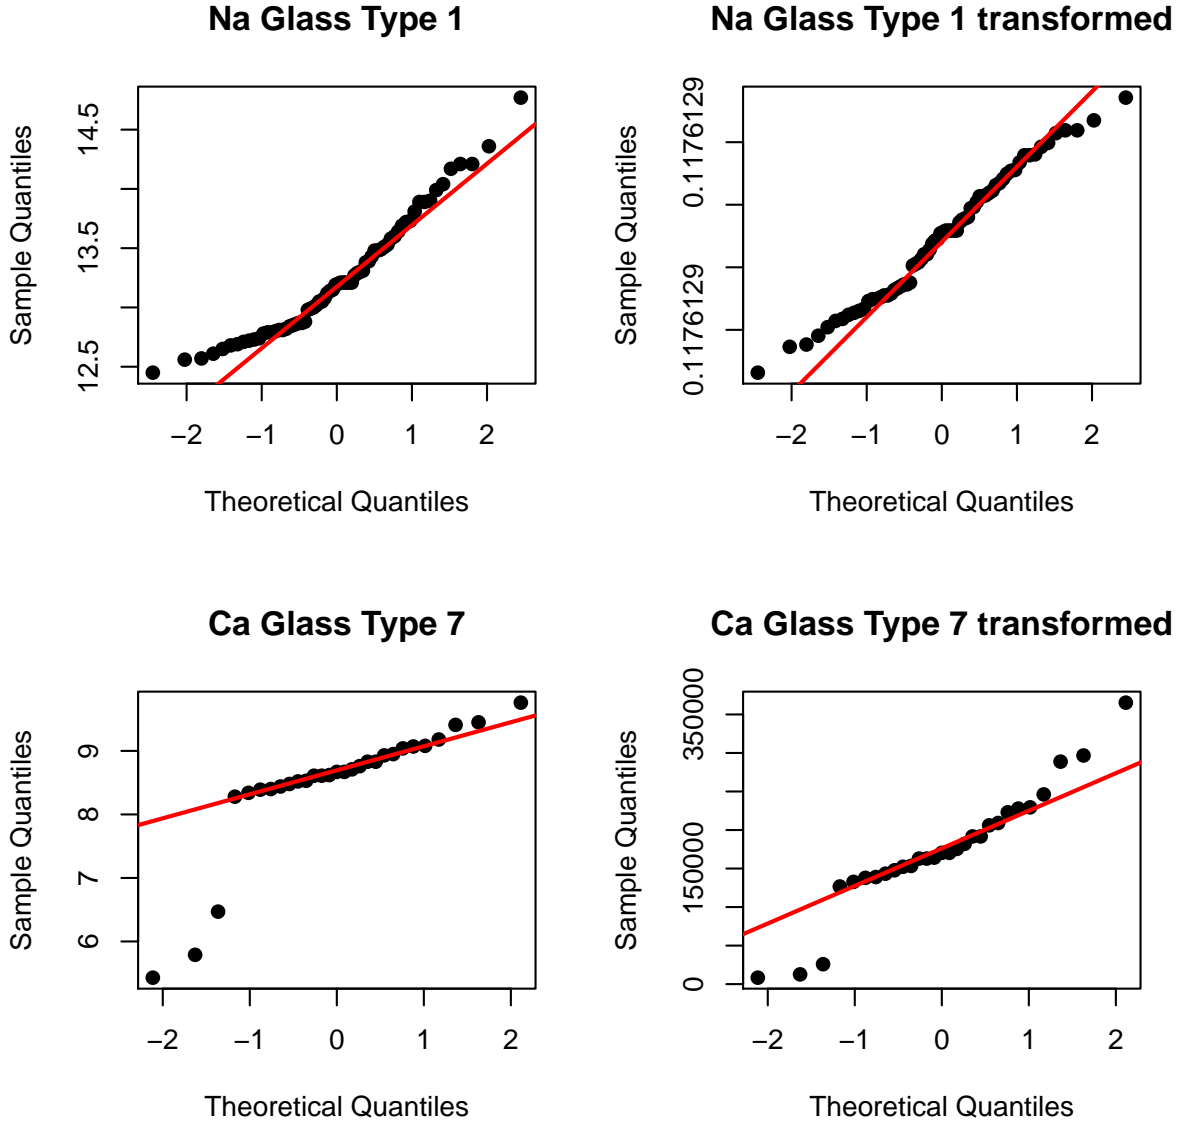 Na Glass Type 1
Sample Quantiles
14.5
13.5
12.5
−2 −1 0 1 2
Theoretical Quantiles
Na Glass Type 1 transformed
Sample Quantiles
0.1176129
0.1176129
−2 −1 0 1 2
Theoretical Quantiles
Ca Glass Type 7
Sample Quantiles
9
8
7
6
−2 −1 0 1 2
Theoretical Quantiles
Ca Glass Type 7 transformed
Sample Quantiles
350000
150000
0
−2 −1 0 1 2
Theoretical Quantiles